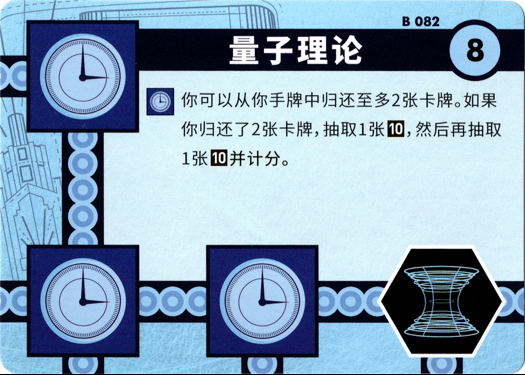 B 082
量子理论
8
你可以从你手牌中归还至多2张卡牌。如果
你归还了2张卡牌，抽取1张10，然后再抽取
1张10并计分。